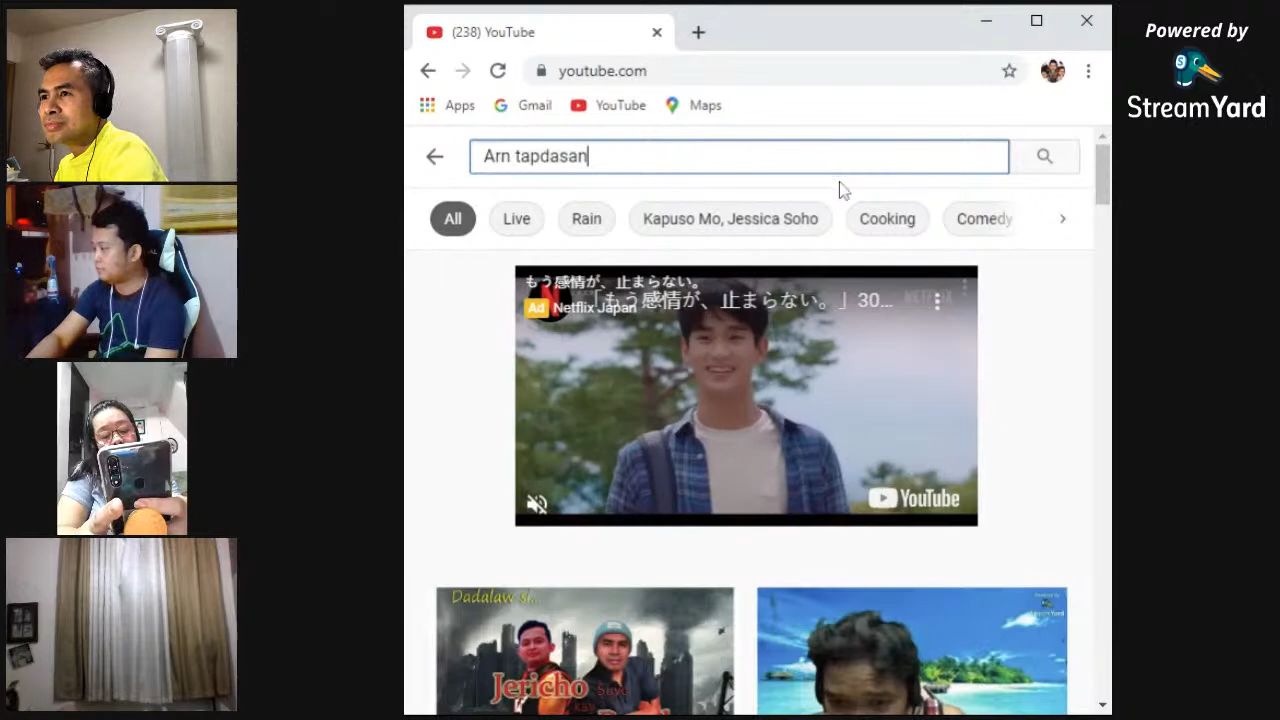 (238) YouTube
youtube.com
Apps
Gmail
YouTube
Maps
Arn tapdasan
All
Live
Rain
Kapuso Mo, Jessica Soho
Cooking
Comedy
もう感情が、止まらない。
「もう感情が、止まらない。」30...
Ad
Netflix Japan
YouTube
Dadalaw si...
Jericho
Powered by
StreamYard